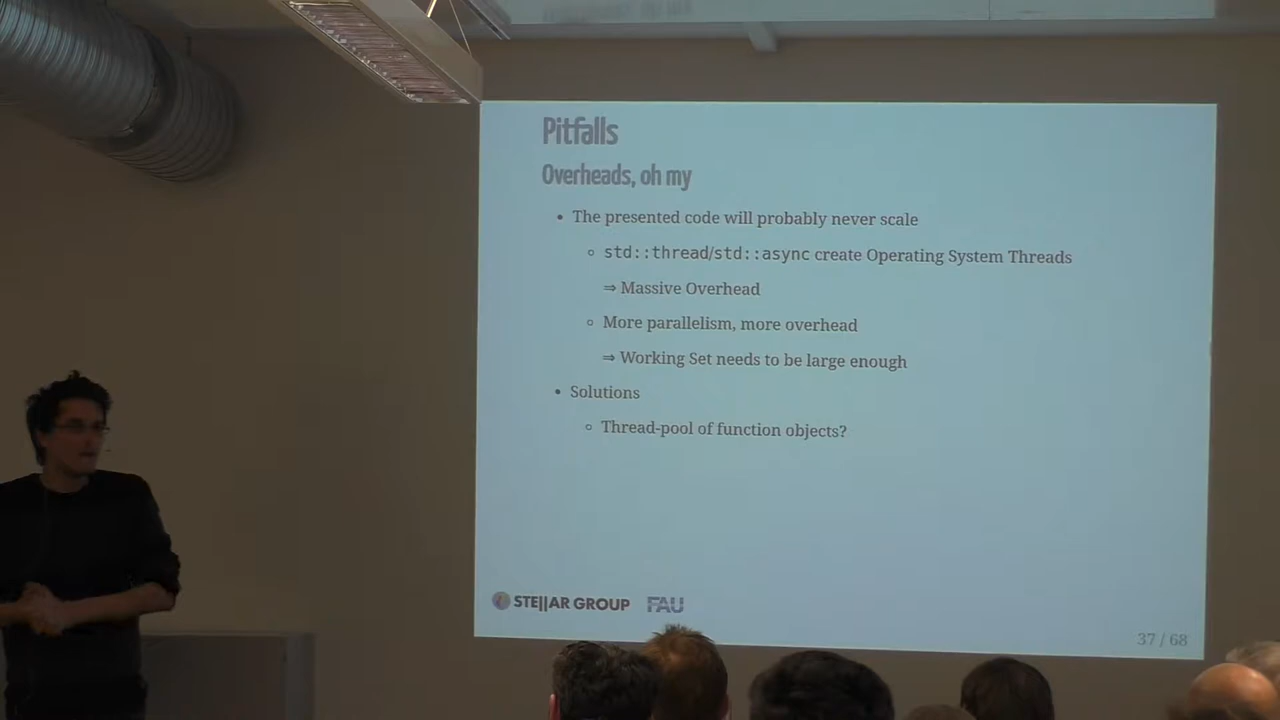 Pitfalls
Overheads, oh my
• The presented code will probably never scale
◦ std::thread/std::async create Operating System Threads
⇒ Massive Overhead
◦ More parallelism, more overhead
⇒ Working Set needs to be large enough
• Solutions
◦ Thread-pool of function objects?
STE||AR GROUP FAU
37 / 68